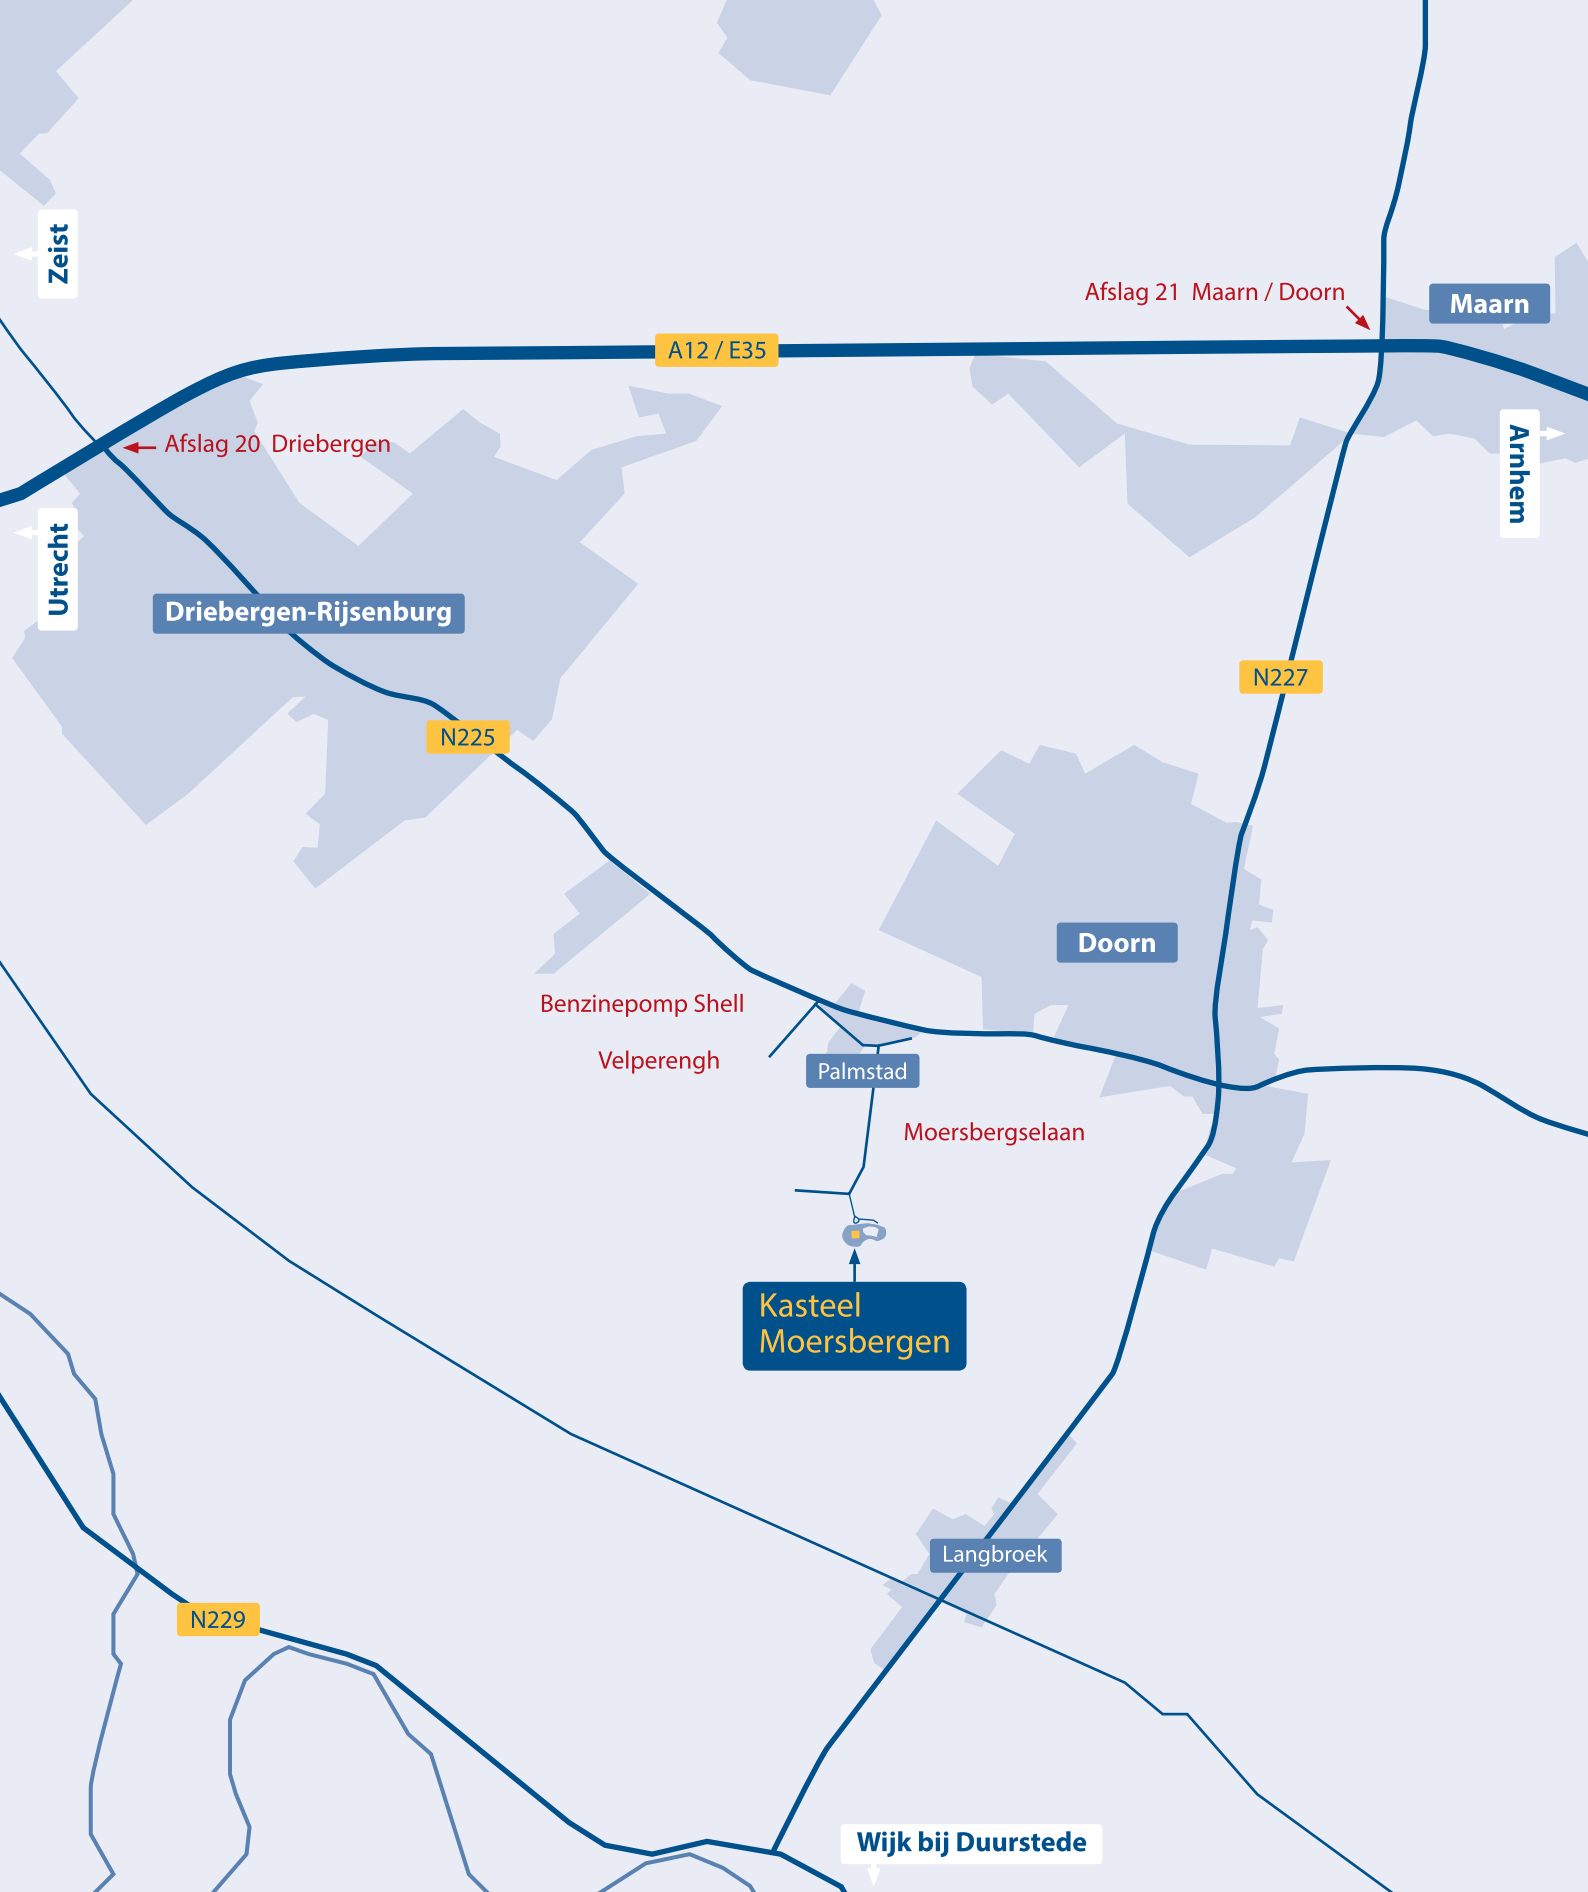 Zeist
Afslag 21 Maarn / Doorn
Maarn
A12 / E35
Afslag 20 Driebergen
Arnhem
Utrecht
Driebergen-Rijsenburg
N227
N225
Doorn
Benzinepomp Shell
Velperengh
Palmstad
Moersbergselaan
Kasteel
Moersbergen
Langbroek
N229
Wijk bij Duurstede